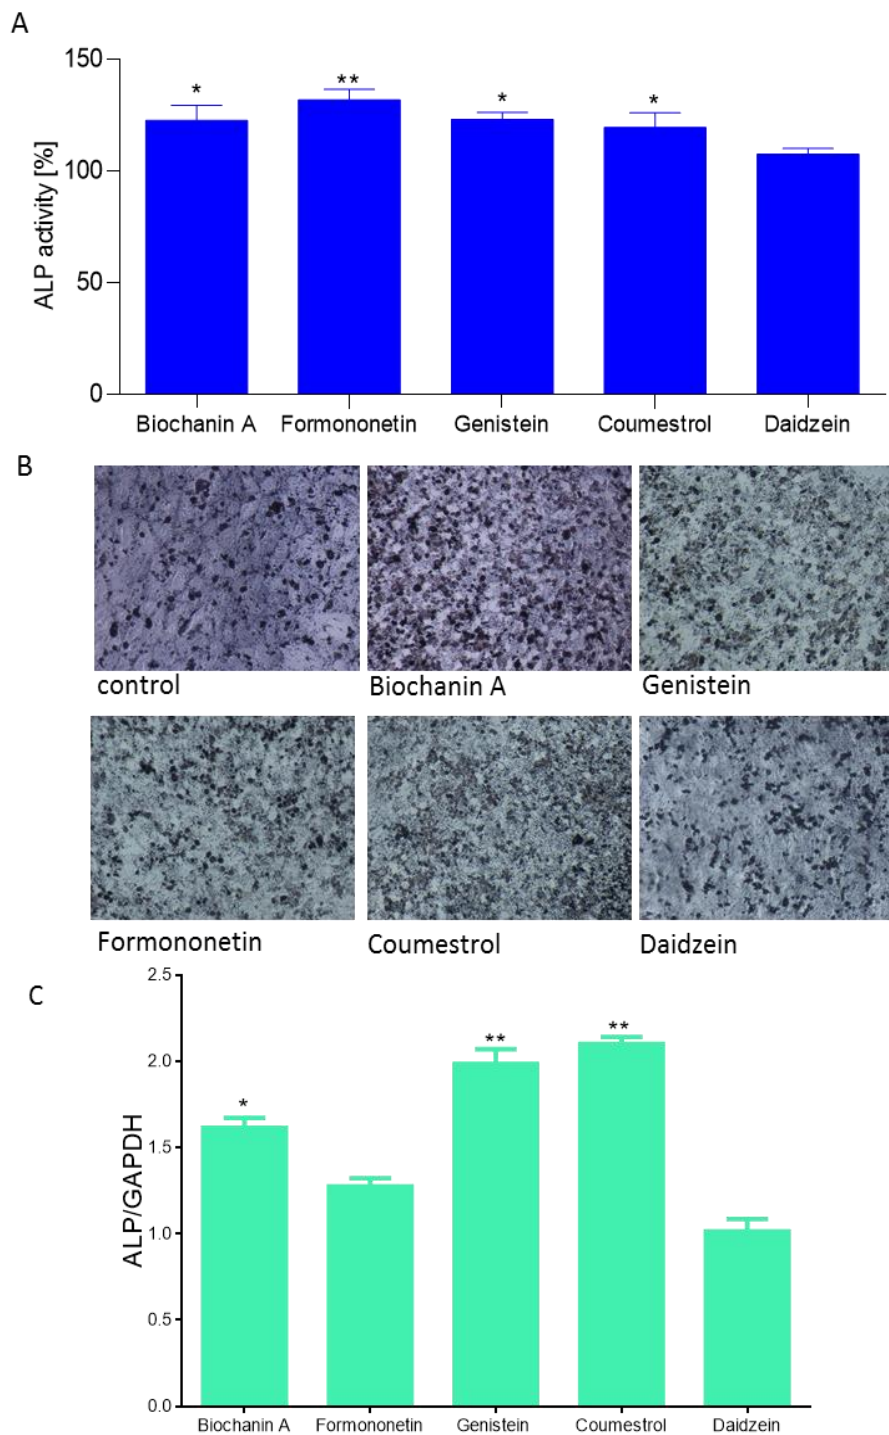 A
ALP activity [%]
150
100
50
0
*
**
*
*
Biochanin A Formononetin Genistein Coumestrol Daidzein
B
control Biochanin A Genistein
Formononetin Coumestrol Daidzein
C
ALP/GAPDH
2.5
2.0
1.5
1.0
0.5
0.0
*
**
**
Biochanin A Formononetin Genistein Coumestrol Daidzein